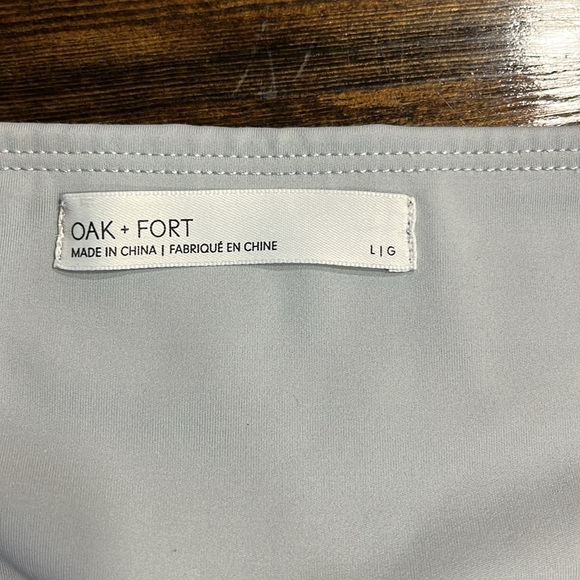 OAK + FORT
MADE IN CHINA | FABRIQUÉ EN CHINE L | G